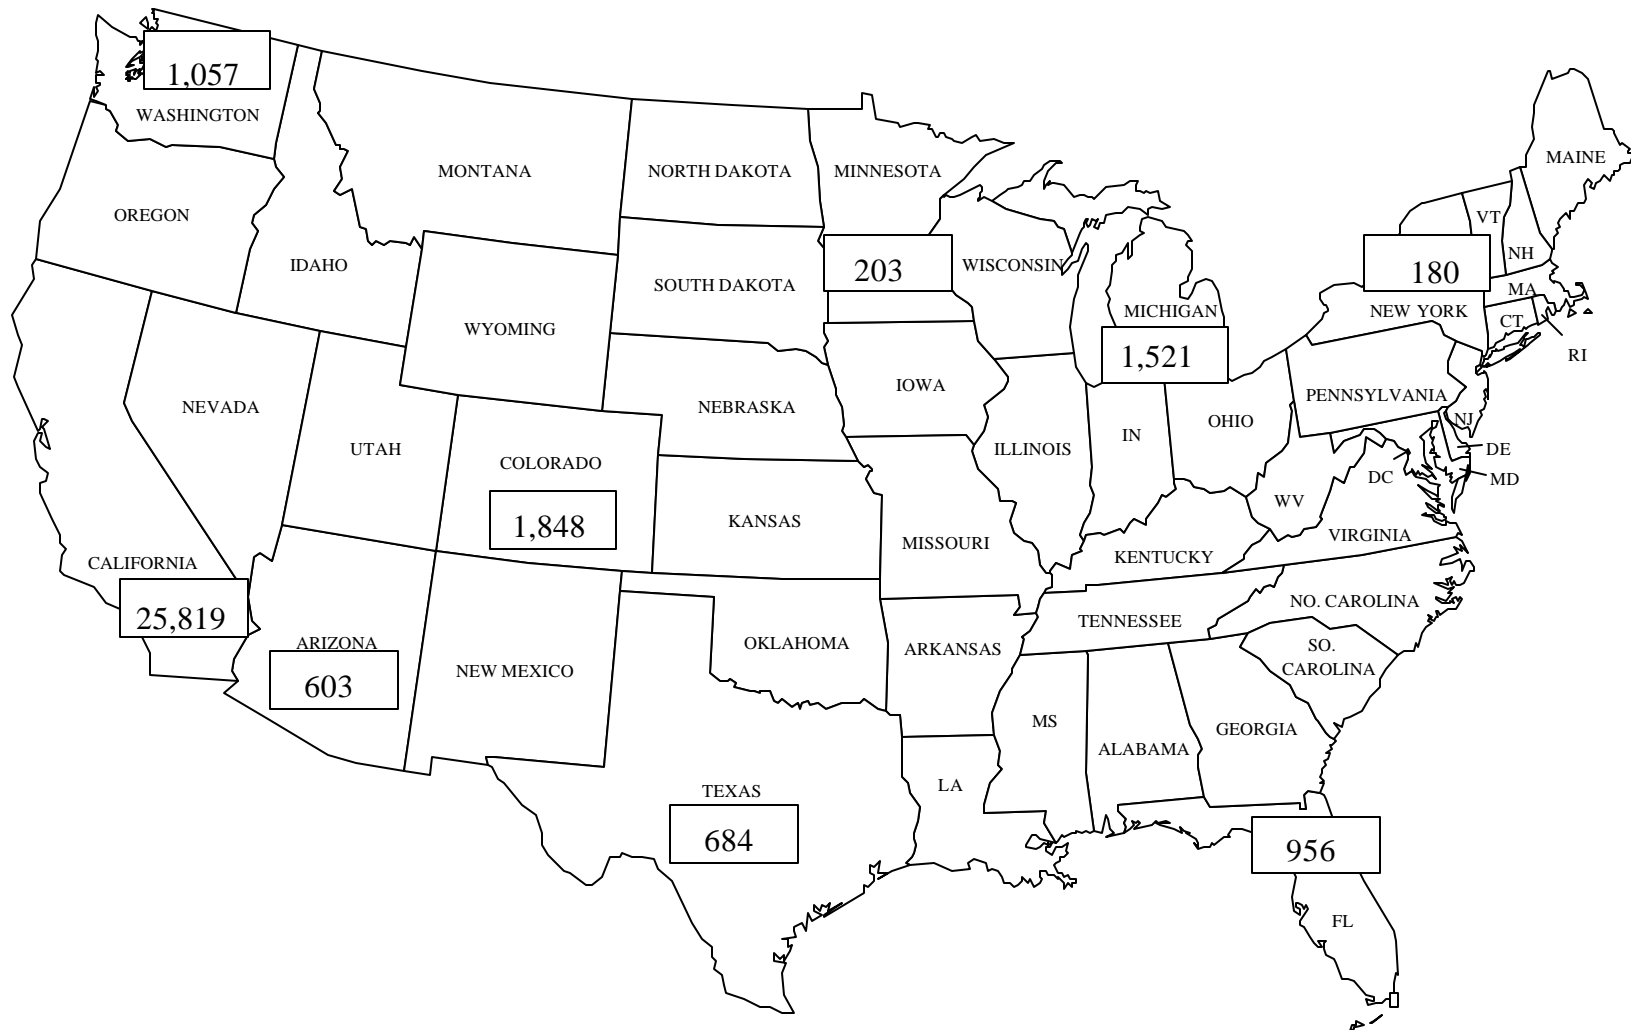 1,057
WASHINGTON
MONTANA
NORTH DAKOTA
MINNESOTA
MAINE
OREGON
VT
IDAHO
203
WISCONSIN
180
NH
SOUTH DAKOTA
MA
WYOMING
MICHIGAN
NEW YORK
CT
1,521
RI
NEVADA
NEBRASKA
IOWA
PENNSYLVANIA
UTAH
COLORADO
ILLINOIS
IN
OHIO
NJ
DE
DC
MD
1,848
KANSAS
MISSOURI
WV
VIRGINIA
CALIFORNIA
KENTUCKY
25,819
NO. CAROLINA
TENNESSEE
ARIZONA
OKLAHOMA
ARKANSAS
SO.
CAROLINA
603
NEW MEXICO
MS
ALABAMA
GEORGIA
TEXAS
LA
684
956
FL